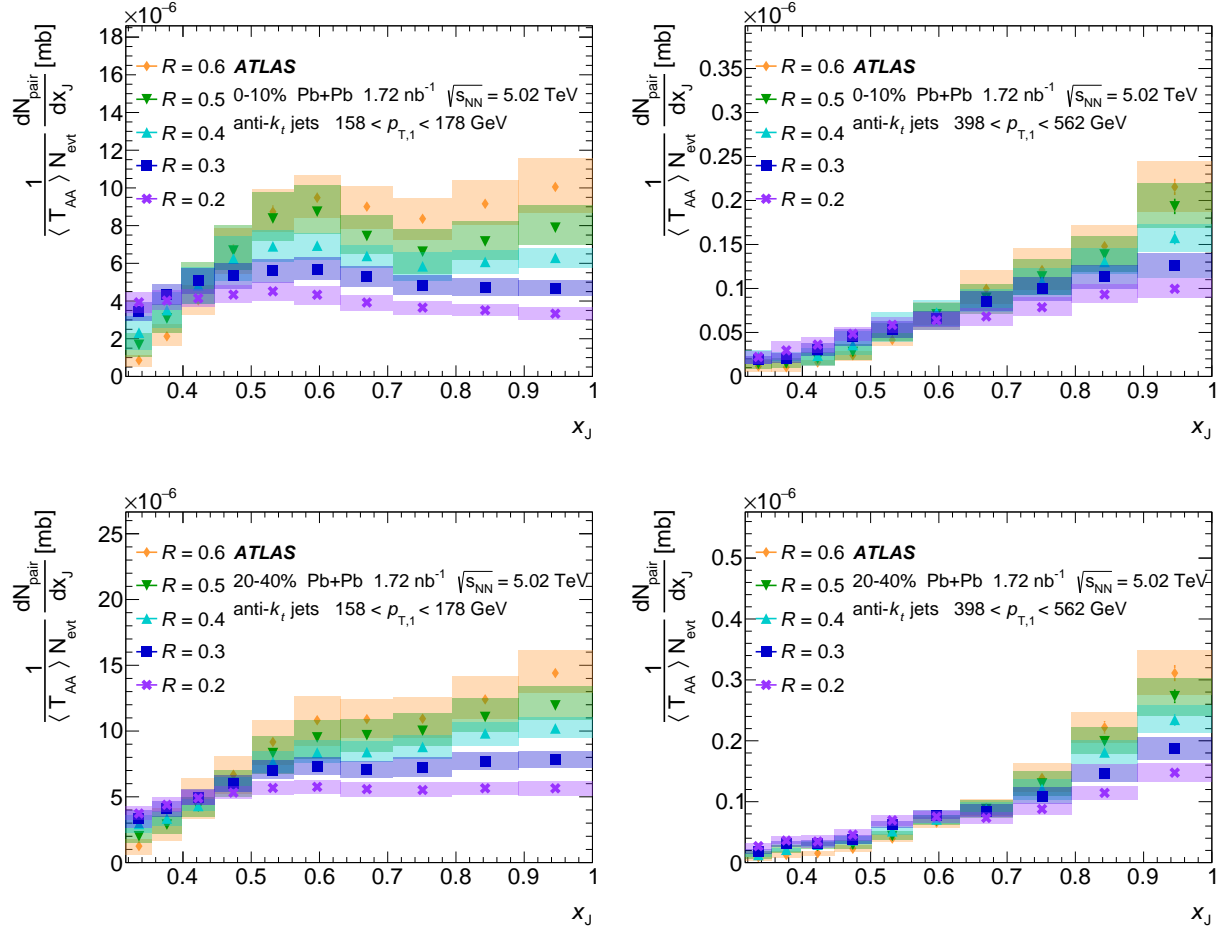 ×10⁻⁶
1 / ⟨ T_AA ⟩ N_evt dN_pair / dx_J [mb]
18
16
14
12
10
8
6
4
2
0
R = 0.6 ATLAS
R = 0.5 0-10% Pb+Pb 1.72 nb⁻¹ √s_NN = 5.02 TeV
R = 0.4 anti-k_t jets 158 < p_T,1 < 178 GeV
R = 0.3
R = 0.2
0.4 0.5 0.6 0.7 0.8 0.9 1
x_J
×10⁻⁶
1 / ⟨ T_AA ⟩ N_evt dN_pair / dx_J [mb]
0.35
0.3
0.25
0.2
0.15
0.1
0.05
0
R = 0.6 ATLAS
R = 0.5 0-10% Pb+Pb 1.72 nb⁻¹ √s_NN = 5.02 TeV
R = 0.4 anti-k_t jets 398 < p_T,1 < 562 GeV
R = 0.3
R = 0.2
0.4 0.5 0.6 0.7 0.8 0.9 1
x_J
×10⁻⁶
1 / ⟨ T_AA ⟩ N_evt dN_pair / dx_J [mb]
25
20
15
10
5
0
R = 0.6 ATLAS
R = 0.5 20-40% Pb+Pb 1.72 nb⁻¹ √s_NN = 5.02 TeV
R = 0.4 anti-k_t jets 158 < p_T,1 < 178 GeV
R = 0.3
R = 0.2
0.4 0.5 0.6 0.7 0.8 0.9 1
x_J
×10⁻⁶
1 / ⟨ T_AA ⟩ N_evt dN_pair / dx_J [mb]
0.5
0.4
0.3
0.2
0.1
0
R = 0.6 ATLAS
R = 0.5 20-40% Pb+Pb 1.72 nb⁻¹ √s_NN = 5.02 TeV
R = 0.4 anti-k_t jets 398 < p_T,1 < 562 GeV
R = 0.3
R = 0.2
0.4 0.5 0.6 0.7 0.8 0.9 1
x_J